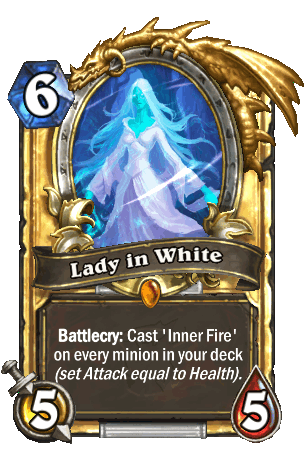 6
Lady in White
Battlecry: Cast 'Inner Fire'
on every minion in your deck
(set Attack equal to Health).
5
5